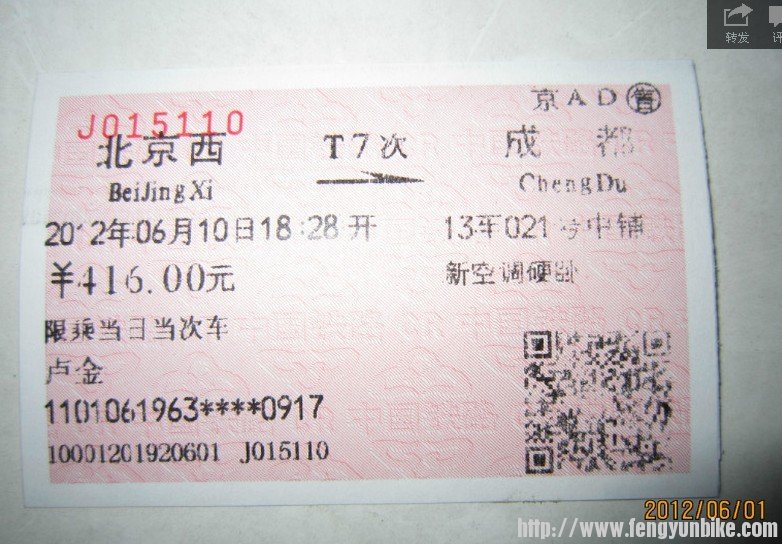 转发
京AD售
J015110
北京西 T7次 成都
BeiJingXi ChengDu
2012年06月10日18:28开 13车021号中铺
￥416.00元 新空调硬卧
限乘当日当次车
卢金
1101061963****0917
10001201920601 J015110
2012/06/01
http://www.fengyunbike.com